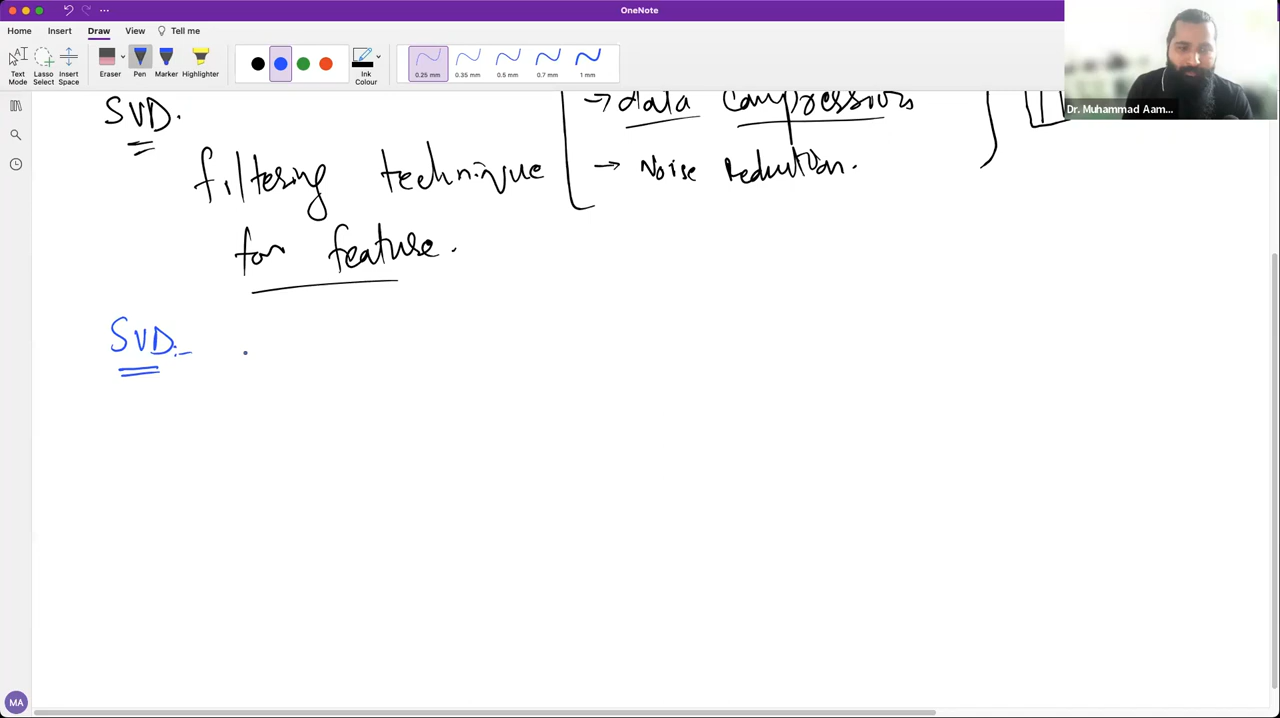 OneNote
Home Insert Draw View Tell me
Text Mode
Lasso Select
Insert Space
Eraser
Pen
Marker
Highlighter
Ink Colour
0.25 mm
0.35 mm
0.5 mm
0.7 mm
1 mm
Dr. Muhammad Aam...
SVD.
→ data compression
filtering technique
→ Noise reduction.
for feature.
SVD:-
MA